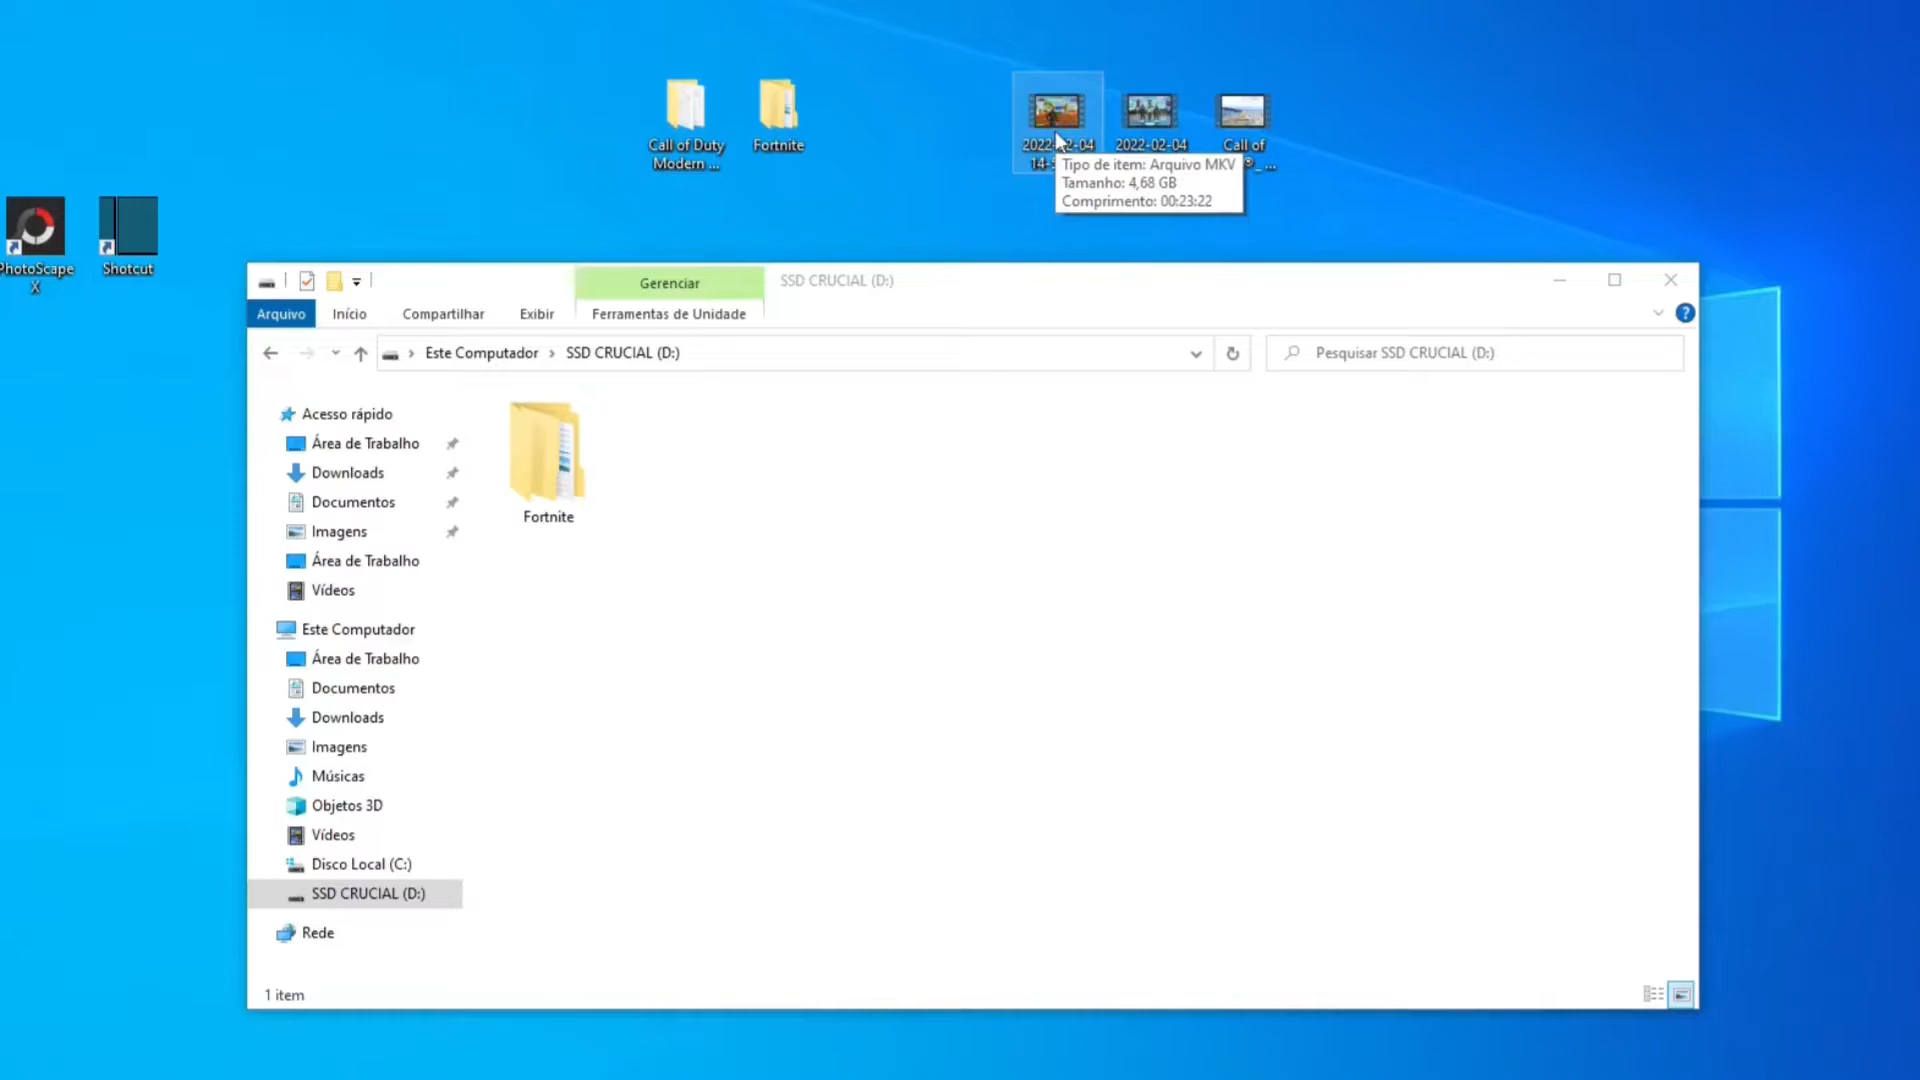 Call of Duty
Modern ...
Fortnite
2022-02-04
2022-02-04
Call of
Tipo de item: Arquivo MKV
Tamanho: 4,68 GB
Comprimento: 00:23:22
PhotoScape
X
Shotcut
Gerenciar
SSD CRUCIAL (D:)
Arquivo
Início
Compartilhar
Exibir
Ferramentas de Unidade
Este Computador
SSD CRUCIAL (D:)
Pesquisar SSD CRUCIAL (D:)
Acesso rápido
Área de Trabalho
Downloads
Documentos
Imagens
Área de Trabalho
Vídeos
Este Computador
Área de Trabalho
Documentos
Downloads
Imagens
Músicas
Objetos 3D
Vídeos
Disco Local (C:)
SSD CRUCIAL (D:)
Rede
Fortnite
1 item